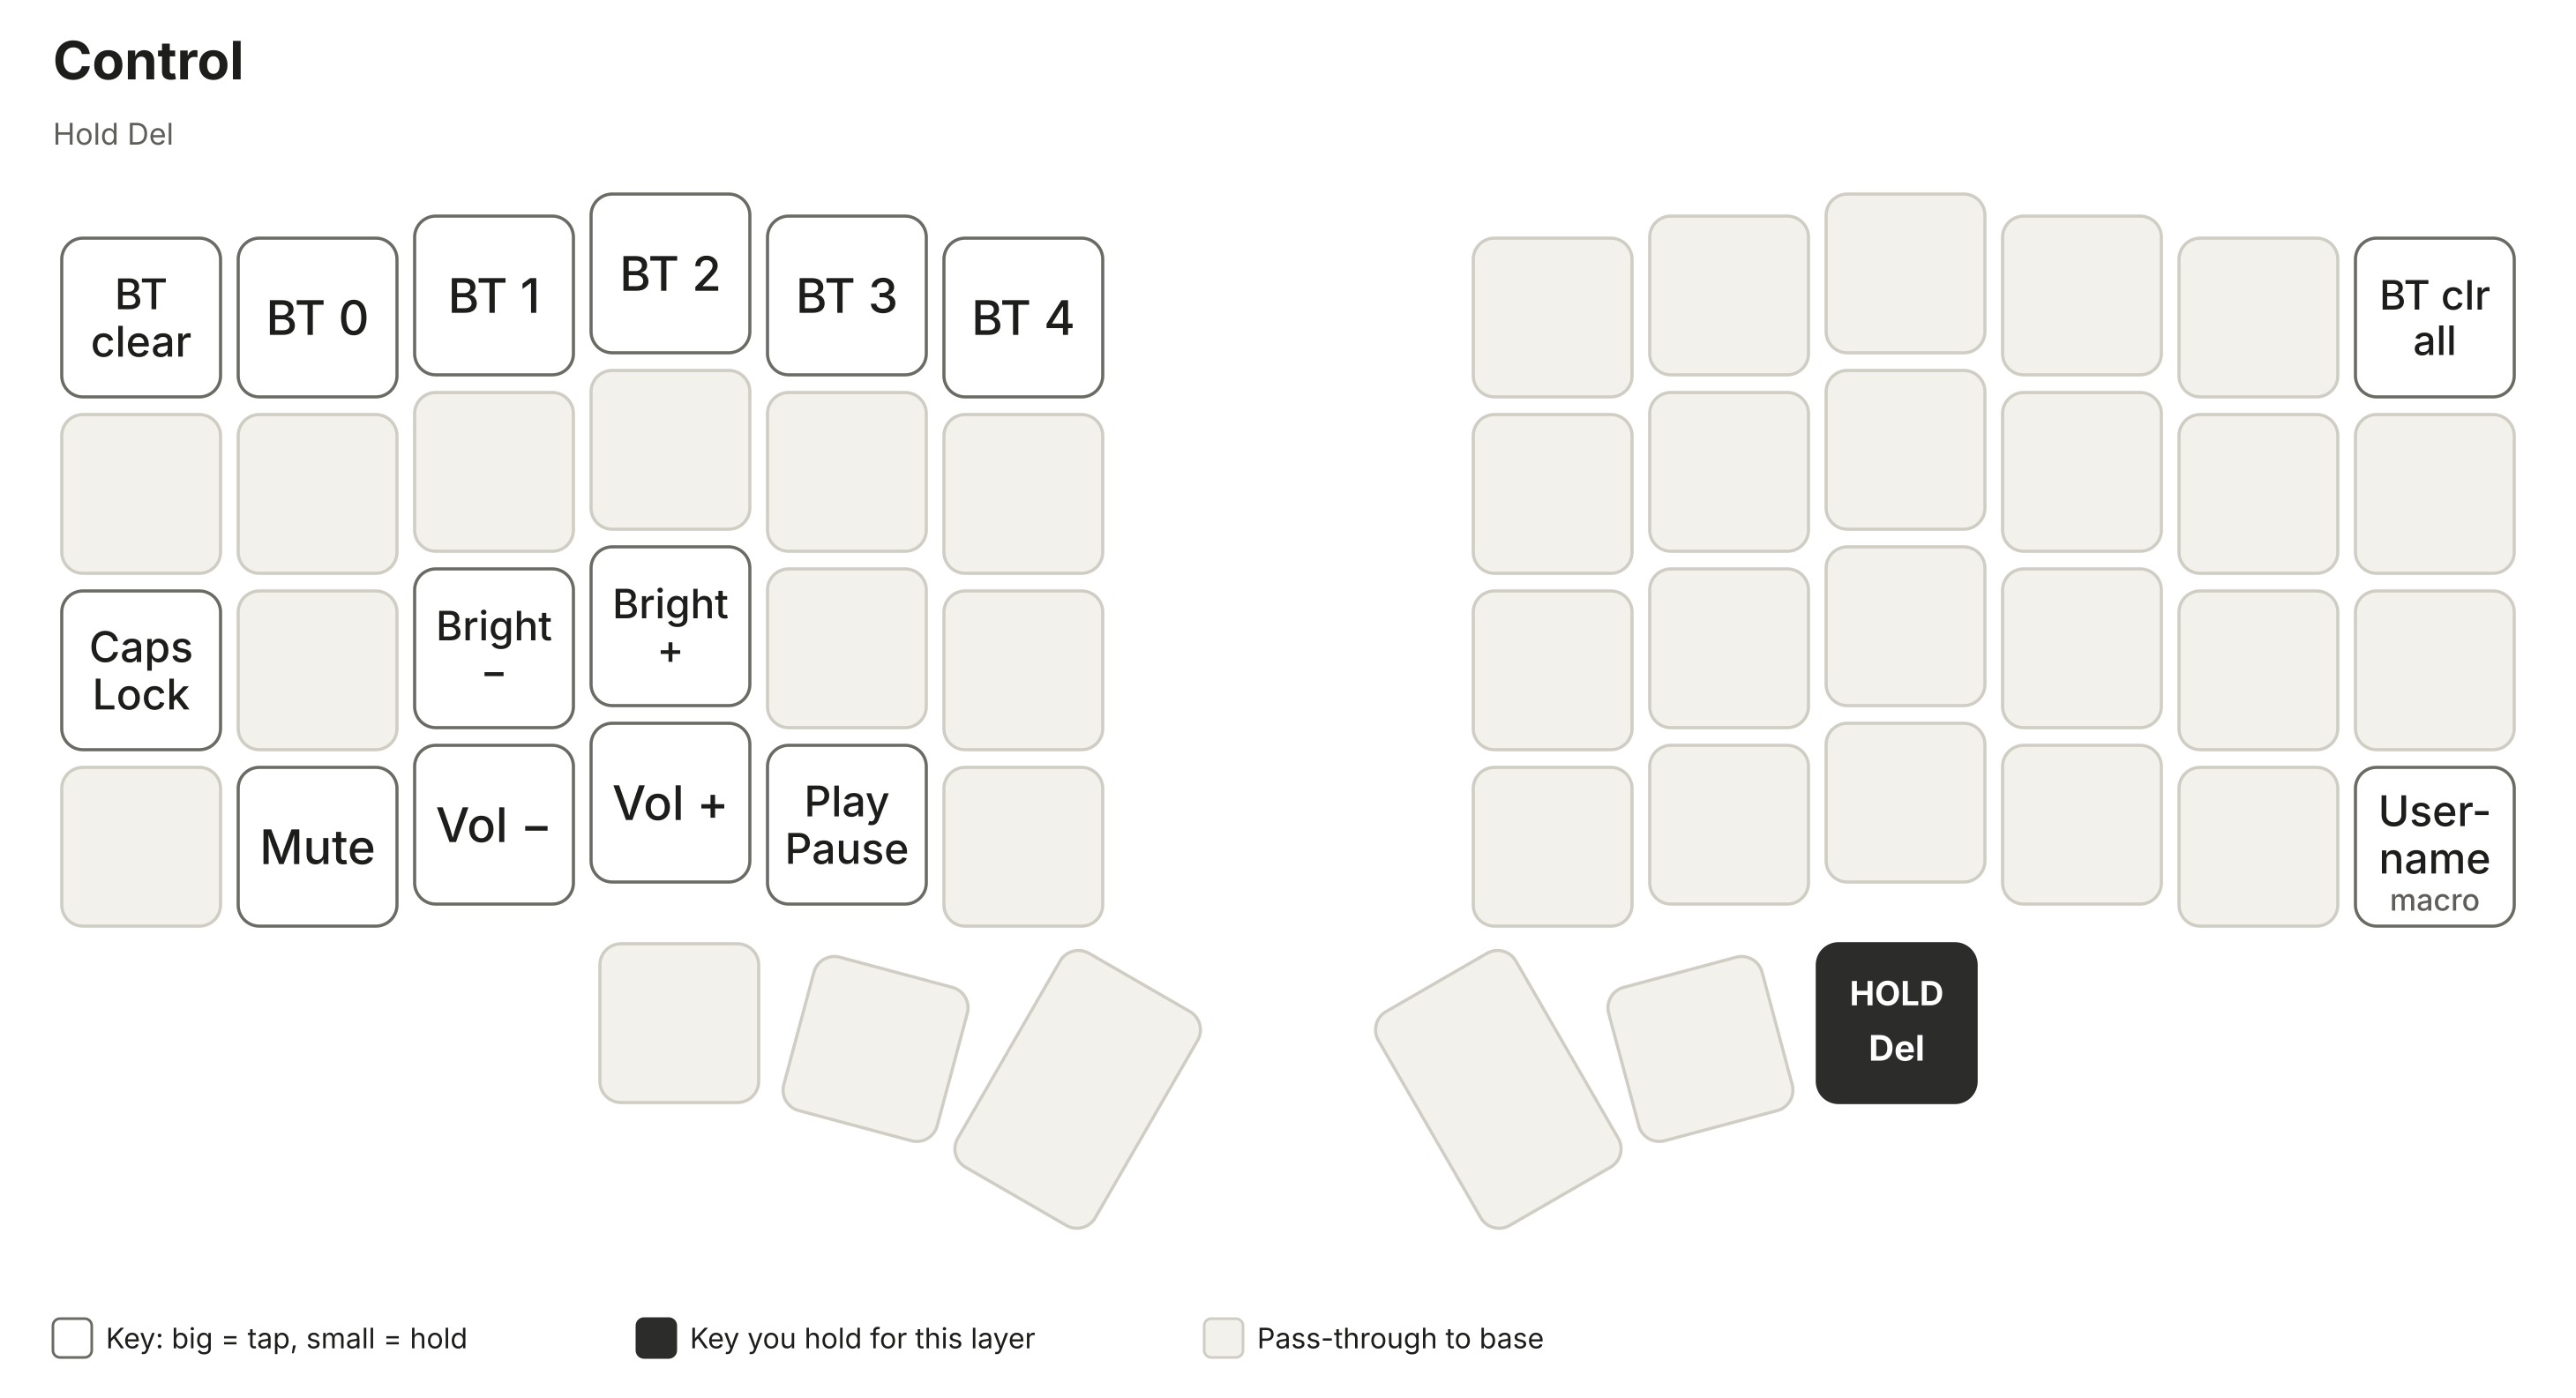 Control
Hold Del
BT
clear
BT 0
BT 1
BT 2
BT 3
BT 4
BT clr
all
Caps
Lock
Bright
−
Bright
+
Mute
Vol −
Vol +
Play
Pause
User-
name
macro
HOLD
Del
Key: big = tap, small = hold
Key you hold for this layer
Pass-through to base